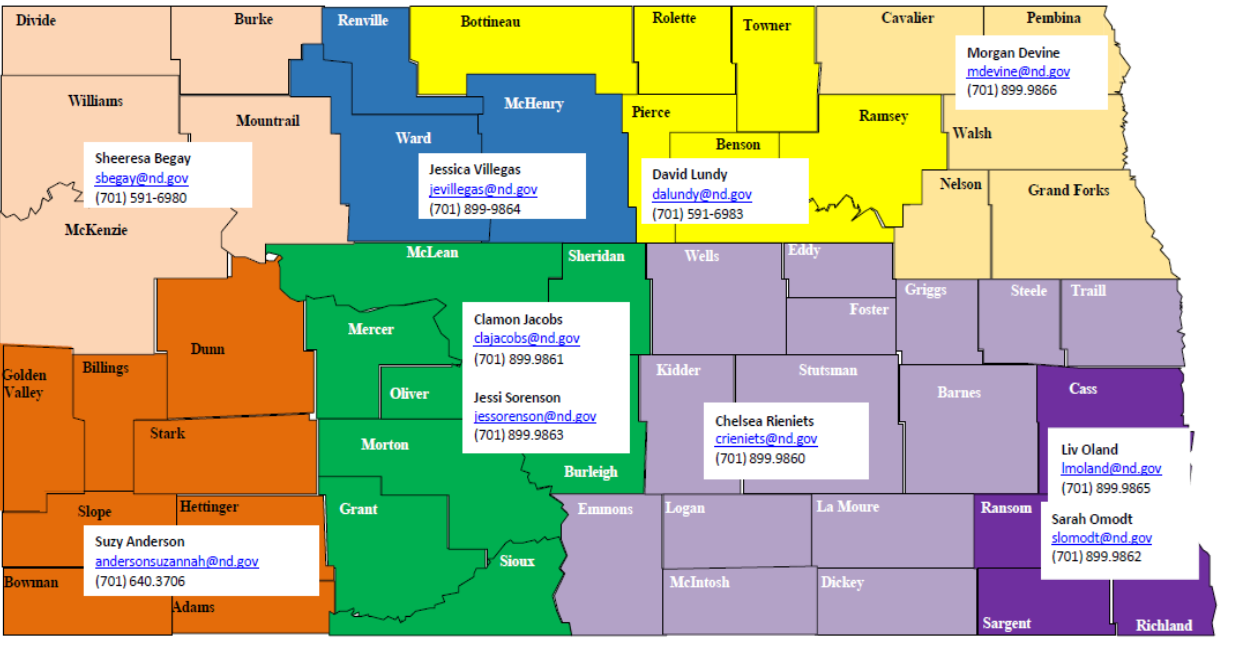 Divide
Burke
Renville
Bottineau
Rolette
Towner
Cavalier
Pembina
Morgan Devine
mdevine@nd.gov
(701) 899.9866
Williams
Mountrail
McHenry
Ward
Pierce
Benson
Ramsey
Walsh
Sheeresa Begay
sbegay@nd.gov
(701) 591-6980
Jessica Villegas
jevillegas@nd.gov
(701) 899-9864
David Lundy
dalundy@nd.gov
(701) 591-6983
Nelson
Grand Forks
McKenzie
McLean
Sheridan
Wells
Eddy
Foster
Griggs
Steele
Traill
Dunn
Mercer
Clamon Jacobs
clajacobs@nd.gov
(701) 899.9861
Jessi Sorenson
jessorenson@nd.gov
(701) 899.9863
Golden
Valley
Billings
Oliver
Kidder
Stutsman
Barnes
Cass
Stark
Morton
Burleigh
Chelsea Rieniets
crieniets@nd.gov
(701) 899.9860
Liv Oland
lmoland@nd.gov
(701) 899.9865
Sarah Omodt
slomodt@nd.gov
(701) 899.9862
Slope
Hettinger
Grant
Emmons
Logan
La Moure
Ransom
Suzy Anderson
andersonsuzannah@nd.gov
(701) 640.3706
Sioux
Bowman
Adams
McIntosh
Dickey
Sargent
Richland